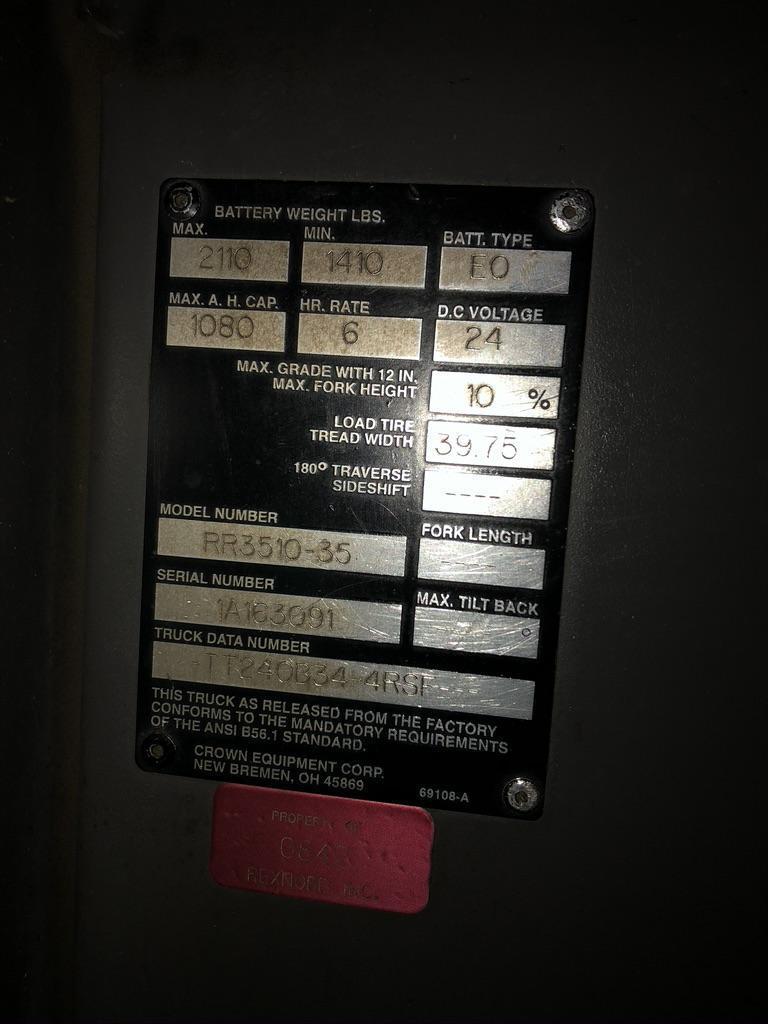 BATTERY WEIGHT LBS.
MAX. MIN. BATT. TYPE
2110 1410 EO
MAX. A. H. CAP. HR. RATE D.C VOLTAGE
1080 6 24
MAX. GRADE WITH 12 IN.
MAX. FORK HEIGHT
10 %
LOAD TIRE
TREAD WIDTH
39.75
180° TRAVERSE
SIDESHIFT
----
MODEL NUMBER FORK LENGTH
RR3510-35 ---
SERIAL NUMBER MAX. TILT BACK
1A163091 °
TRUCK DATA NUMBER
THIS TRUCK AS RELEASED FROM THE FACTORY
CONFORMS TO THE MANDATORY REQUIREMENTS
OF THE ANSI B56.1 STANDARD.
CROWN EQUIPMENT CORP.
NEW BREMEN, OH 45869 69108-A
PROPERTY OF
REXNORD INC.